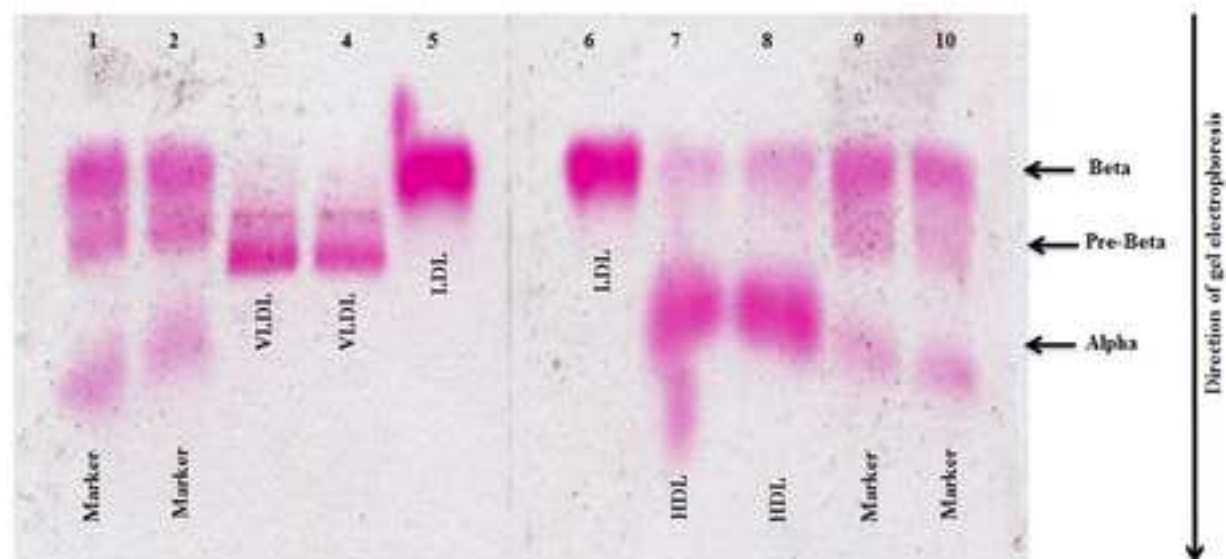 1 2 3 4 5 6 7 8 9 10
Beta
Pre-Beta
Alpha
Direction of gel electrophoresis
Marker
Marker
VLDL
VLDL
LDL
LDL
HDL
HDL
Marker
Marker